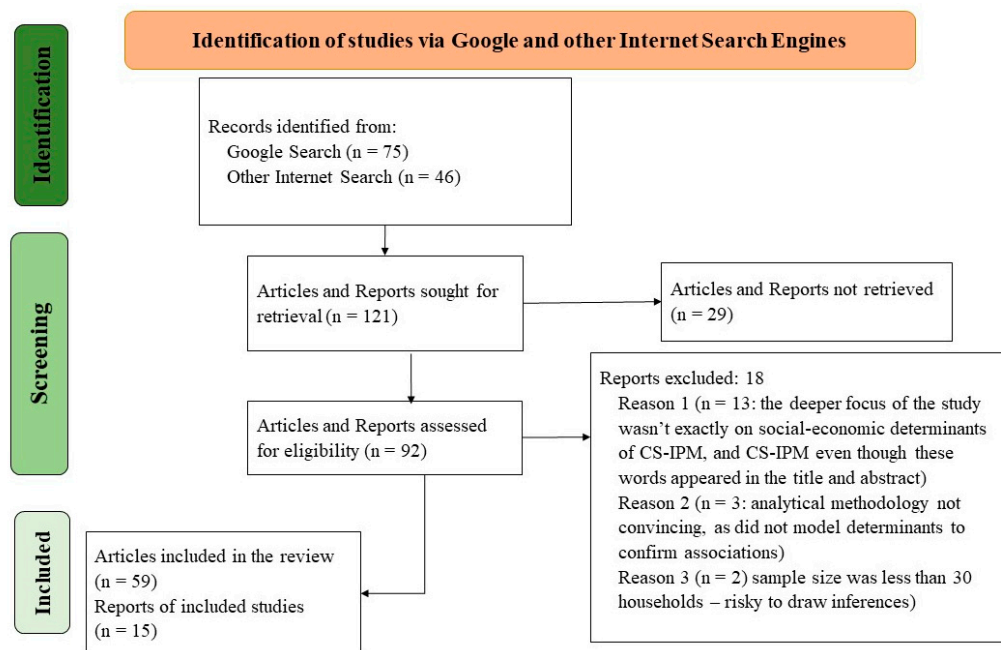 Identification of studies via Google and other Internet Search Engines
Identification
Records identified from:
Google Search (n = 75)
Other Internet Search (n = 46)
Screening
Articles and Reports sought for
retrieval (n = 121)
Articles and Reports not retrieved
(n = 29)
Articles and Reports assessed
for eligibility (n = 92)
Reports excluded: 18
Reason 1 (n = 13: the deeper focus of the study
wasn’t exactly on social-economic determinants
of CS-IPM, and CS-IPM even though these
words appeared in the title and abstract)
Reason 2 (n = 3: analytical methodology not
convincing, as did not model determinants to
confirm associations)
Reason 3 (n = 2) sample size was less than 30
households – risky to draw inferences)
Included
Articles included in the review
(n = 59)
Reports of included studies
(n = 15)